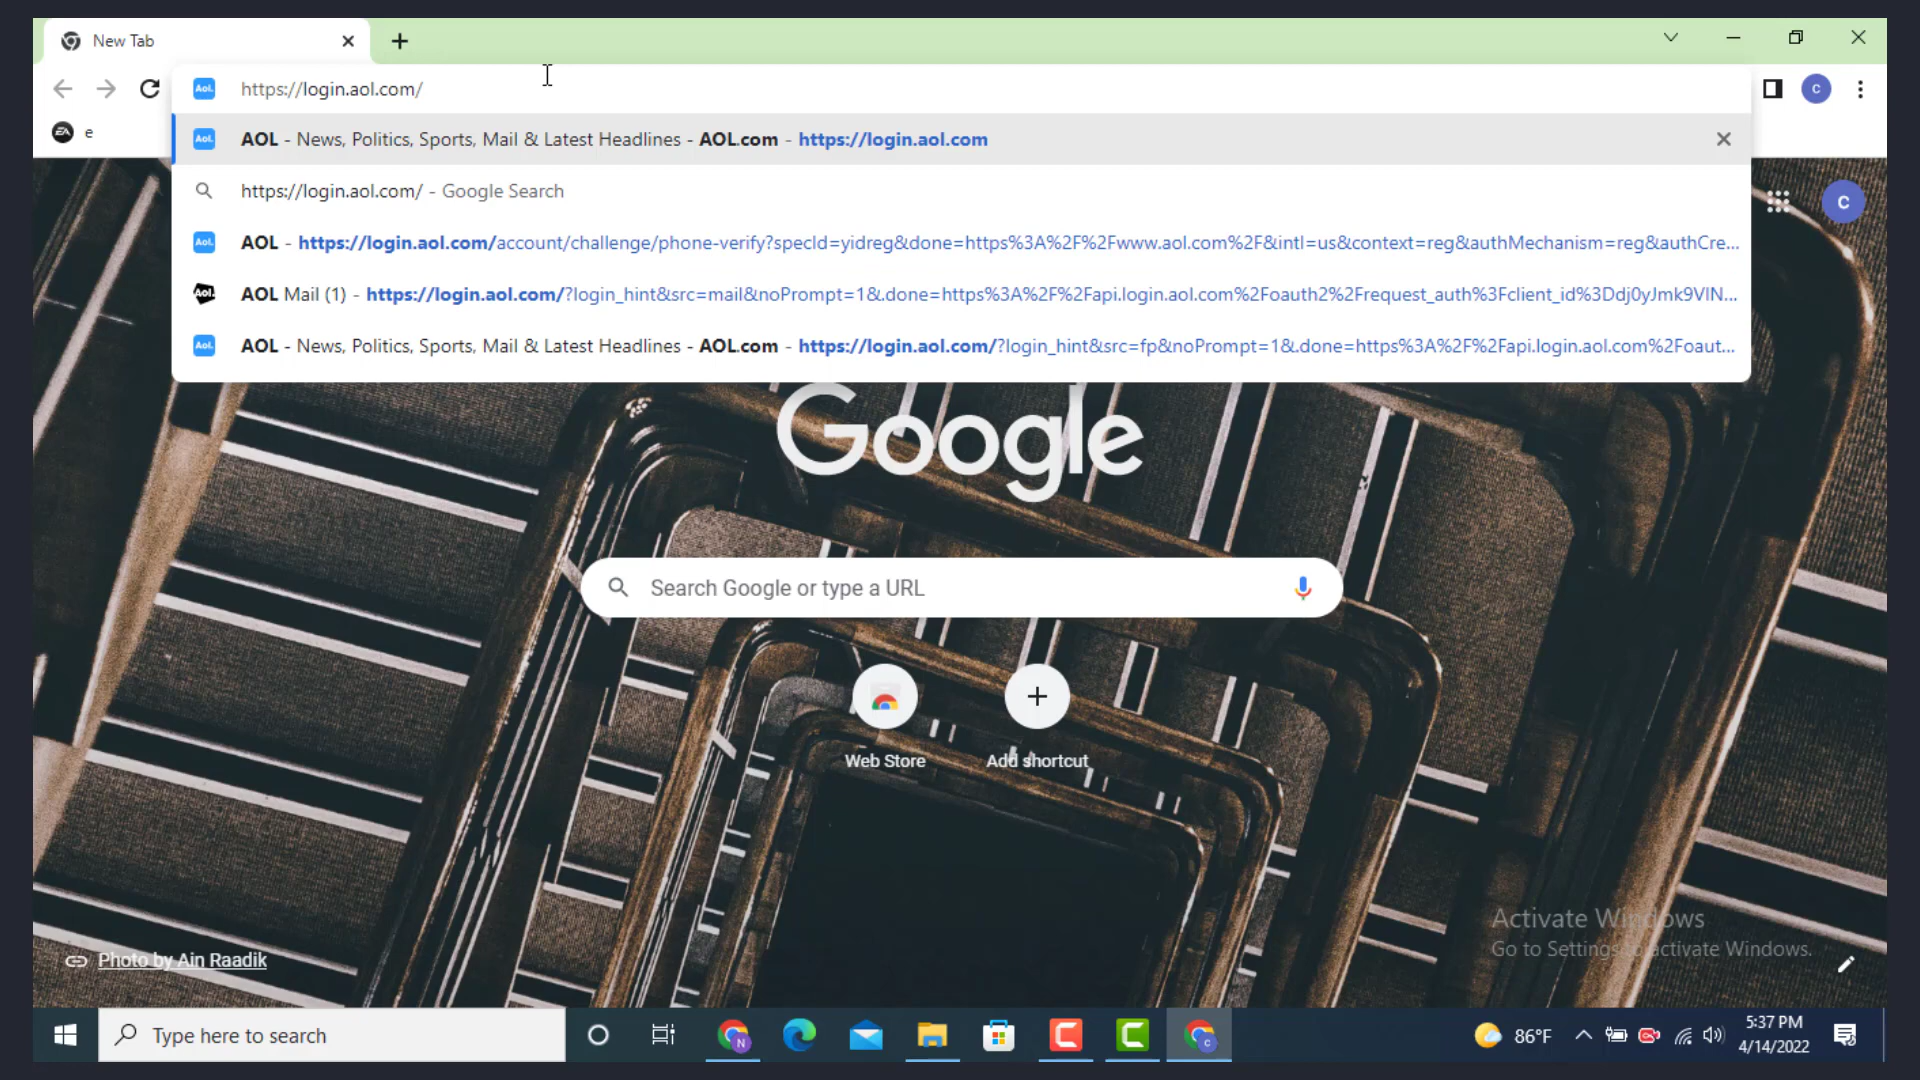 New Tab
Aol. https://login.aol.com/
C
EA e
Aol. AOL - News, Politics, Sports, Mail & Latest Headlines - AOL.com - https://login.aol.com
https://login.aol.com/ - Google Search
C
Aol. AOL - https://login.aol.com/account/challenge/phone-verify?specId=yidreg&done=https%3A%2F%2Fwww.aol.com%2F&intl=us&context=reg&authMechanism=reg&authCre...
Aol. AOL Mail (1) - https://login.aol.com/?login_hint&src=mail&noPrompt=1&.done=https%3A%2F%2Fapi.login.aol.com%2Foauth2%2Frequest_auth%3Fclient_id%3Ddj0yJmk9VlN...
Aol. AOL - News, Politics, Sports, Mail & Latest Headlines - AOL.com - https://login.aol.com/?login_hint&src=fp&noPrompt=1&.done=https%3A%2F%2Fapi.login.aol.com%2Foaut...
Google
Search Google or type a URL
Web Store
Add shortcut
Activate Windows
Go to Settings to activate Windows.
Photo by Ain Raadik
Type here to search
N
C
86°F
5:37 PM
4/14/2022